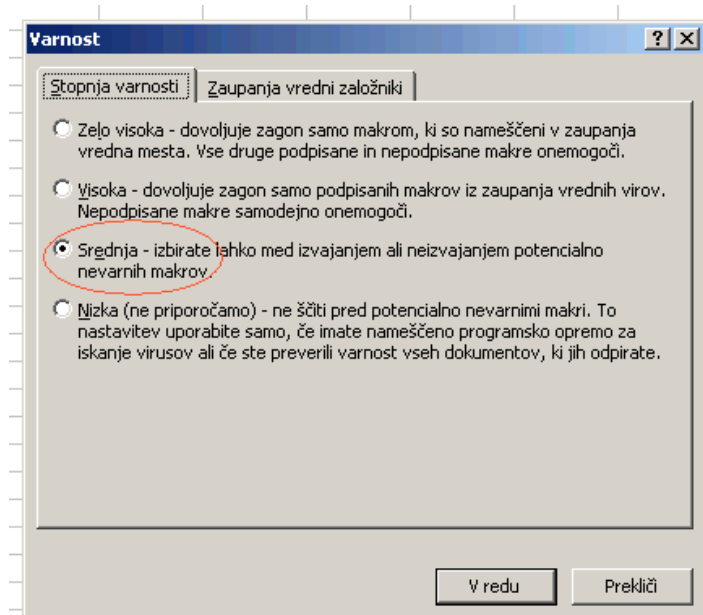 Varnost
Stopnja varnosti Zaupanja vredni založniki
Zelo visoka - dovoljuje zagon samo makrom, ki so nameščeni v zaupanja
vredna mesta. Vse druge podpisane in nepodpisane makre onemogoči.
Visoka - dovoljuje zagon samo podpisanih makrov iz zaupanja vrednih virov.
Nepodpisane makre samodejno onemogoči.
Srednja - izbirate lahko med izvajanjem ali neizvajanjem potencialno
nevarnih makrov.
Nizka (ne priporočamo) - ne ščiti pred potencialno nevarnimi makri. To
nastavitev uporabite samo, če imate nameščeno programsko opremo za
iskanje virusov ali če ste preverili varnost vseh dokumentov, ki jih odpirate.
V redu Prekliči